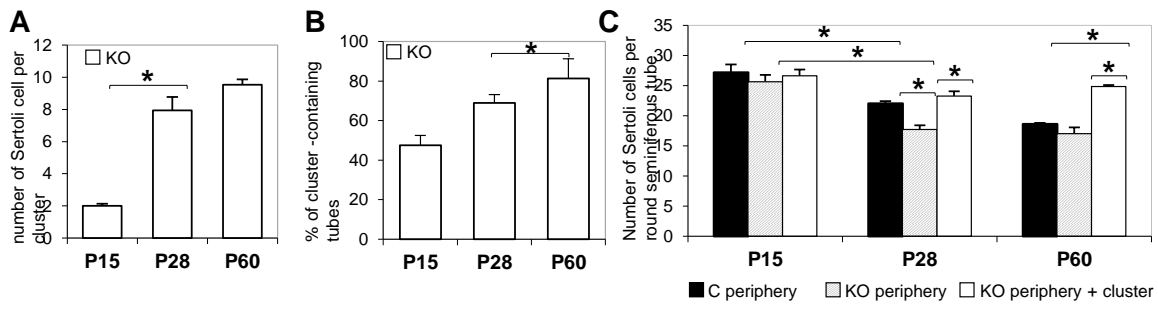 A
number of Sertoli cell per
cluster
12
10
8
6
4
2
0
KO
*
P15 P28 P60
B
% of cluster -containing
tubes
100
80
60
40
20
0
KO
*
P15 P28 P60
C
Number of Sertoli cells per
round seminiferous tube
35
30
25
20
15
10
5
0
* *
*
* * *
P15 P28 P60
C periphery KO periphery KO periphery + cluster